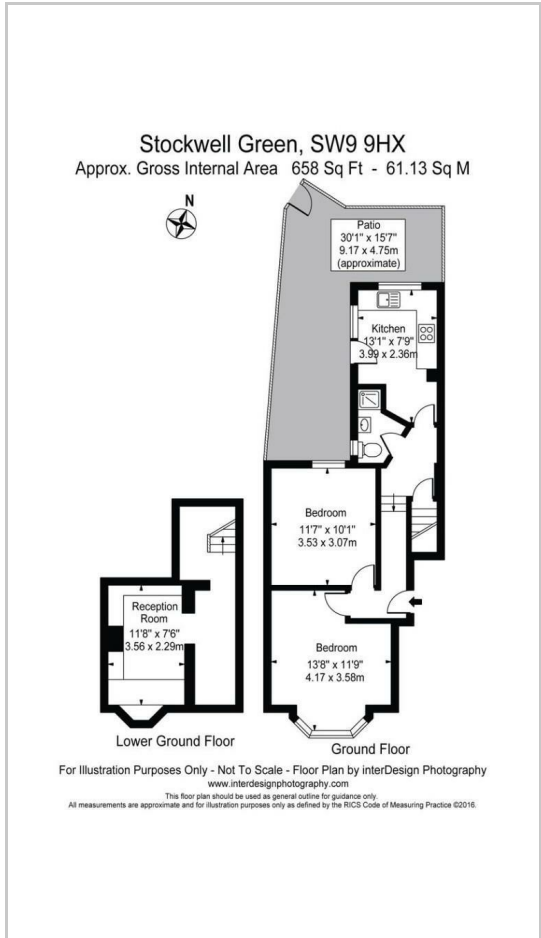 Stockwell Green, SW9 9HX
Approx. Gross Internal Area 658 Sq Ft - 61.13 Sq M
N
Patio
30'1" x 15'7"
9.17 x 4.75m
(approximate)
Kitchen
13'1" x 7'9"
3.99 x 2.36m
Bedroom
11'7" x 10'1"
3.53 x 3.07m
Reception
Room
11'8" x 7'6"
3.56 x 2.29m
Bedroom
13'8" x 11'9"
4.17 x 3.58m
Lower Ground Floor
Ground Floor
For Illustration Purposes Only - Not To Scale - Floor Plan by interDesign Photography
www.interdesignphotography.com
This floor plan should be used as general outline for guidance only.
All measurements are approximate and for illustration purposes only as defined by the RICS Code of Measuring Practice ©2016.